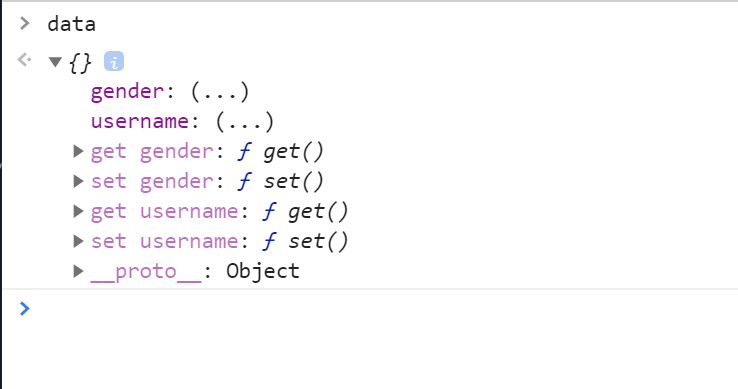 data
{} i
gender: (...)
username: (...)
get gender: ƒ get()
set gender: ƒ set()
get username: ƒ get()
set username: ƒ set()
__proto__: Object